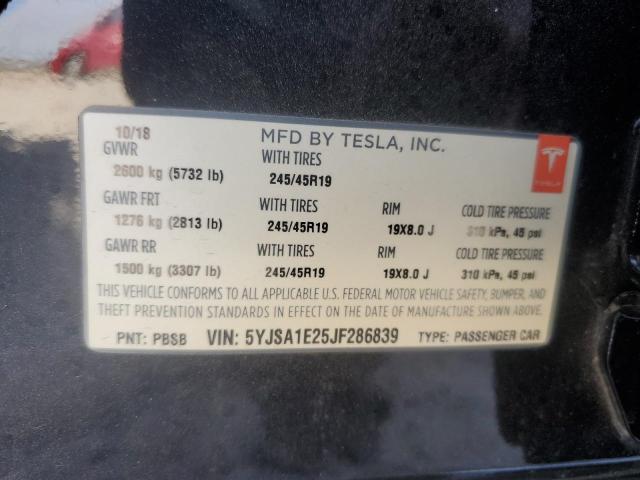 10/18 MFD BY TESLA, INC.
GVWR WITH TIRES
2600 kg (5732 lb) 245/45R19
GAWR FRT WITH TIRES RIM COLD TIRE PRESSURE
1276 kg (2813 lb) 245/45R19 19X8.0 J 310 kPa, 45 psi
GAWR RR WITH TIRES RIM COLD TIRE PRESSURE
1500 kg (3307 lb) 245/45R19 19X8.0 J 310 kPa, 45 psi
THIS VEHICLE CONFORMS TO ALL APPLICABLE U.S. FEDERAL MOTOR VEHICLE SAFETY, BUMPER, AND
THEFT PREVENTION STANDARDS IN EFFECT ON THE DATE OF MANUFACTURE SHOWN ABOVE.
PNT: PBSB VIN: 5YJSA1E25JF286839 TYPE: PASSENGER CAR
TESLA